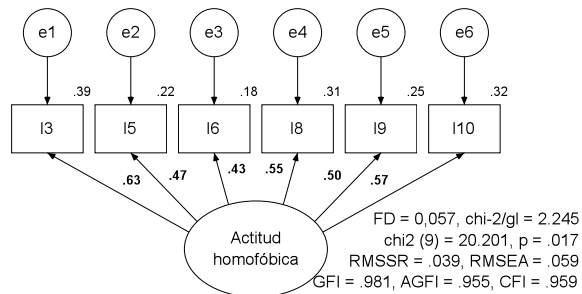 e1 e2 e3 e4 e5 e6
.39 .22 .18 .31 .25 .32
I3 I5 I6 I8 I9 I10
.63 .47 .43 .55 .50 .57
Actitud
homofóbica
FD = 0,057, chi-2/gl = 2.245
chi2 (9) = 20.201, p = .017
RMSSR = .039, RMSEA = .059
GFI = .981, AGFI = .955, CFI = .959